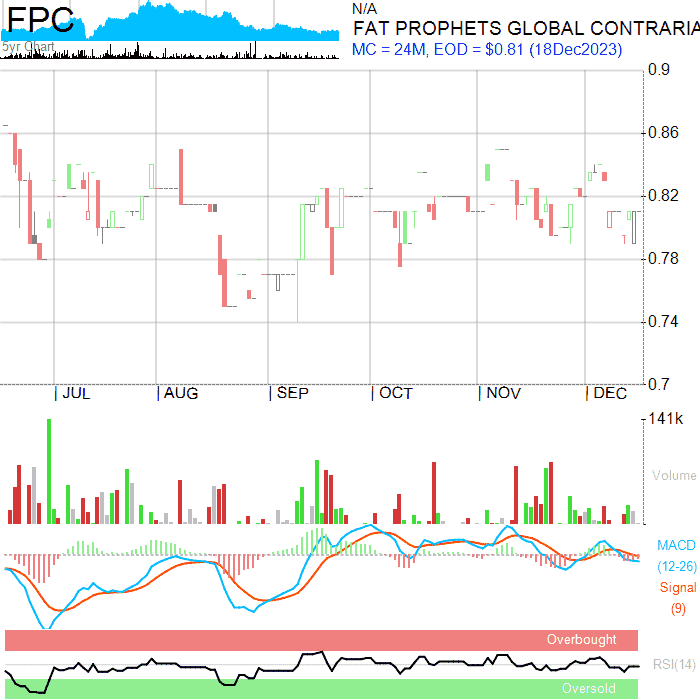 FPC
5yr Chart
N/A
FAT PROPHETS GLOBAL CONTRARIA
MC = 24M, EOD = $0.81 (18Dec2023)
0.9
0.86
0.82
0.78
0.74
0.7
JUL AUG SEP OCT NOV DEC
141k
Volume
MACD
(12-26)
Signal
(9)
Overbought
RSI(14)
Oversold